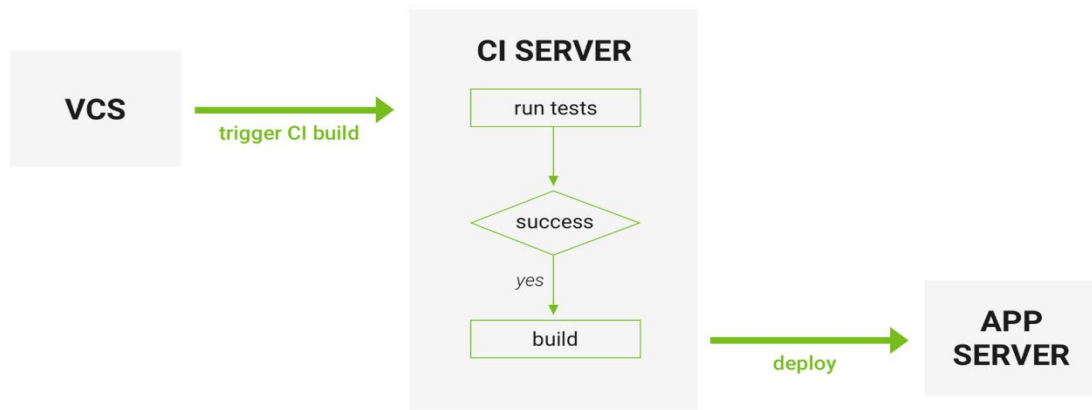 CI SERVER
VCS
run tests
trigger CI build
success
yes
build
APP
SERVER
deploy